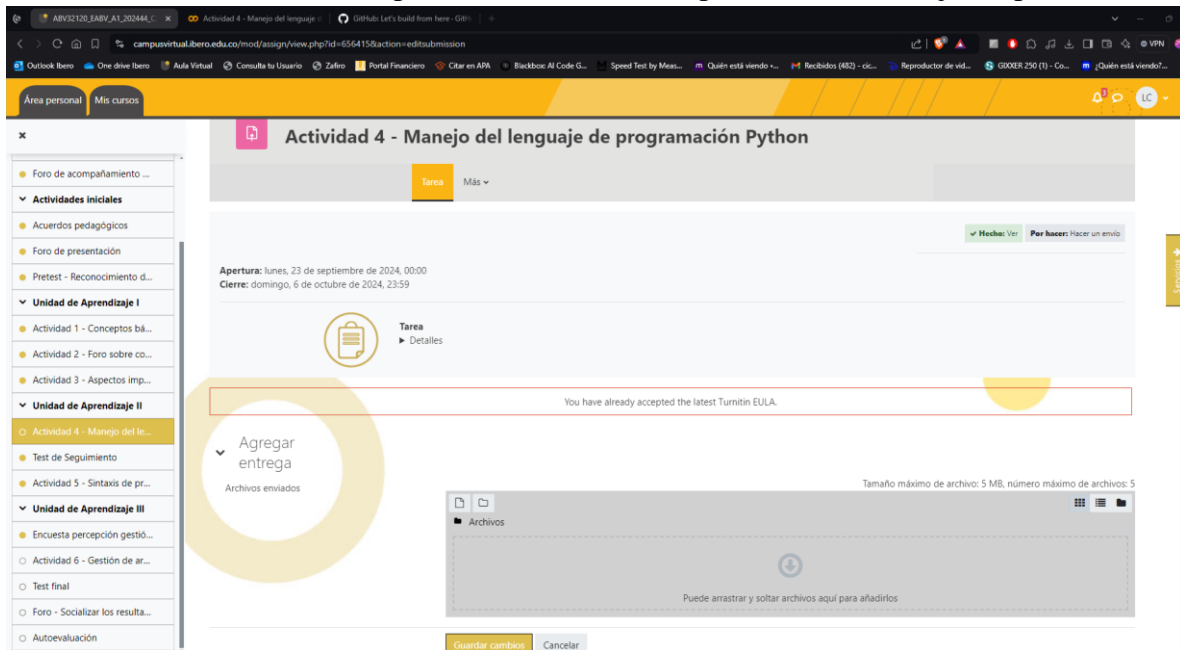 ABV32120_EABV_A1_202444_C
Actividad 4 - Manejo del lenguaje
GitHub: Let's build from here · GitH
campusvirtual.ibero.edu.co/mod/assign/view.php?id=656415&action=editsubmission
VPN
Outlook Ibero
One drive Ibero
Aula Virtual
Consulta tu Usuario
Zafiro
Portal Financiero
Citar en APA
Blackbox: AI Code G...
Speed Test by Meas...
Quién está viendo •...
Recibidos (482) - cic...
Reproductor de vid...
GIXXER 250 (1) - Co...
¿Quién está viendo?...
Área personal
Mis cursos
3
LC
Actividad 4 - Manejo del lenguaje de programación Python
Tarea
Más
Foro de acompañamiento ...
Actividades iniciales
Acuerdos pedagógicos
Foro de presentación
Pretest - Reconocimiento d...
Unidad de Aprendizaje I
Actividad 1 - Conceptos bá...
Actividad 2 - Foro sobre co...
Actividad 3 - Aspectos imp...
Unidad de Aprendizaje II
Actividad 4 - Manejo del le...
Test de Seguimiento
Actividad 5 - Sintaxis de pr...
Unidad de Aprendizaje III
Encuesta percepción gestió...
Actividad 6 - Gestión de ar...
Test final
Foro - Socializar los resulta...
Autoevaluación
Hecho: Ver
Por hacer: Hacer un envío
Apertura: lunes, 23 de septiembre de 2024, 00:00
Cierre: domingo, 6 de octubre de 2024, 23:59
Tarea
Detalles
Servicios
You have already accepted the latest Turnitin EULA.
Agregar
entrega
Archivos enviados
Tamaño máximo de archivo: 5 MB, número máximo de archivos: 5
Archivos
Puede arrastrar y soltar archivos aquí para añadirlos
Guardar cambios
Cancelar